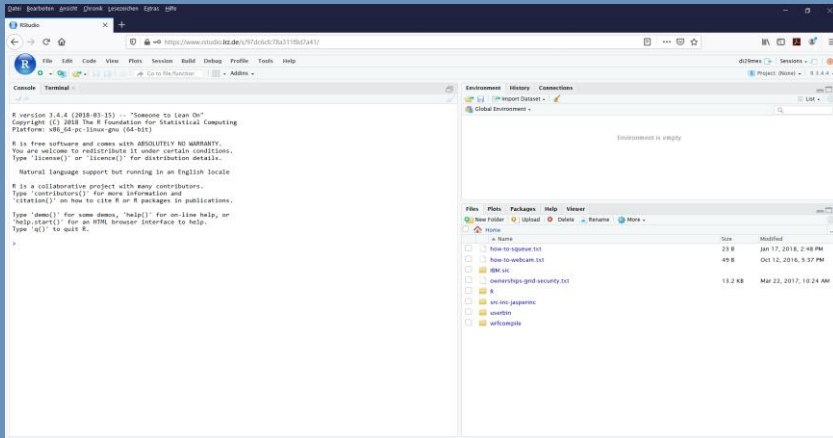 Datei Bearbeiten Ansicht Chronik Lesezeichen Extras Hilfe
RStudio
R File Edit Code View Plots Session Build Debug Profile Tools Help
di29mes Sessions
Go to file/function Addins
Project: (None) R 3.4.4
Console Terminal
R version 3.4.4 (2018-03-15) -- "Someone to Lean On"
Copyright (C) 2018 The R Foundation for Statistical Computing
Platform: x86_64-pc-linux-gnu (64-bit)
R is free software and comes with ABSOLUTELY NO WARRANTY.
You are welcome to redistribute it under certain conditions.
Type 'license()' or 'licence()' for distribution details.
Natural language support but running in an English locale
R is a collaborative project with many contributors.
Type 'contributors()' for more information and
'citation()' on how to cite R or R packages in publications.
Type 'demo()' for some demos, 'help()' for on-line help, or
'help.start()' for an HTML browser interface to help.
Type 'q()' to quit R.
>
Environment History Connections
Import Dataset List
Global Environment
Environment is empty
Files Plots Packages Help Viewer
New Folder Upload Delete Rename More
Home
Name Size Modified
how-to-squeue.txt 23 B Jan 17, 2018, 2:48 PM
how-to-webcam.txt 49 B Oct 12, 2016, 5:37 PM
IBM.sic
ownerships-grid-security.txt 13.2 KB Mar 22, 2017, 10:24 AM
R
src-inc-jasperinc
userbin
wrfcompile